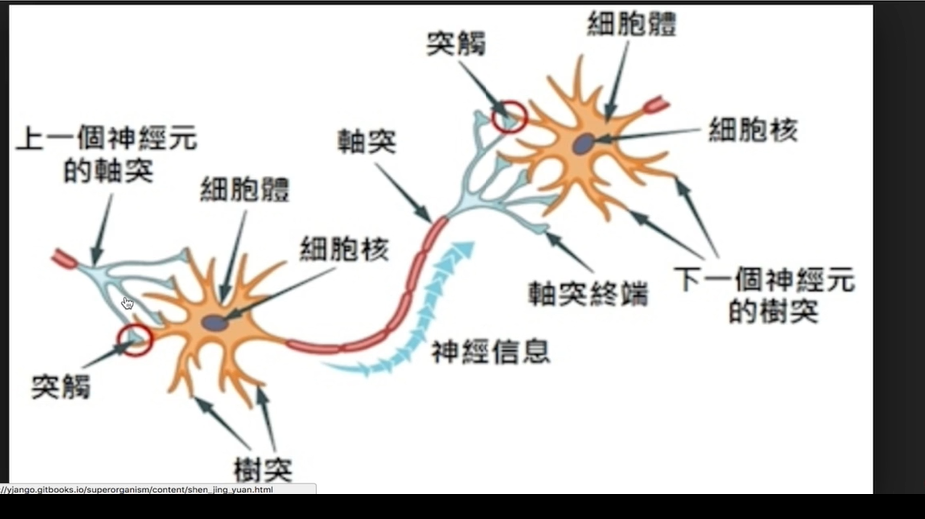 突觸
細胞體
上一個神經元
的軸突
軸突
細胞核
細胞體
細胞核
下一個神經元
的樹突
軸突終端
神經信息
突觸
樹突
//yjango.gitbooks.io/superorganism/content/shen_jing_yuan.html